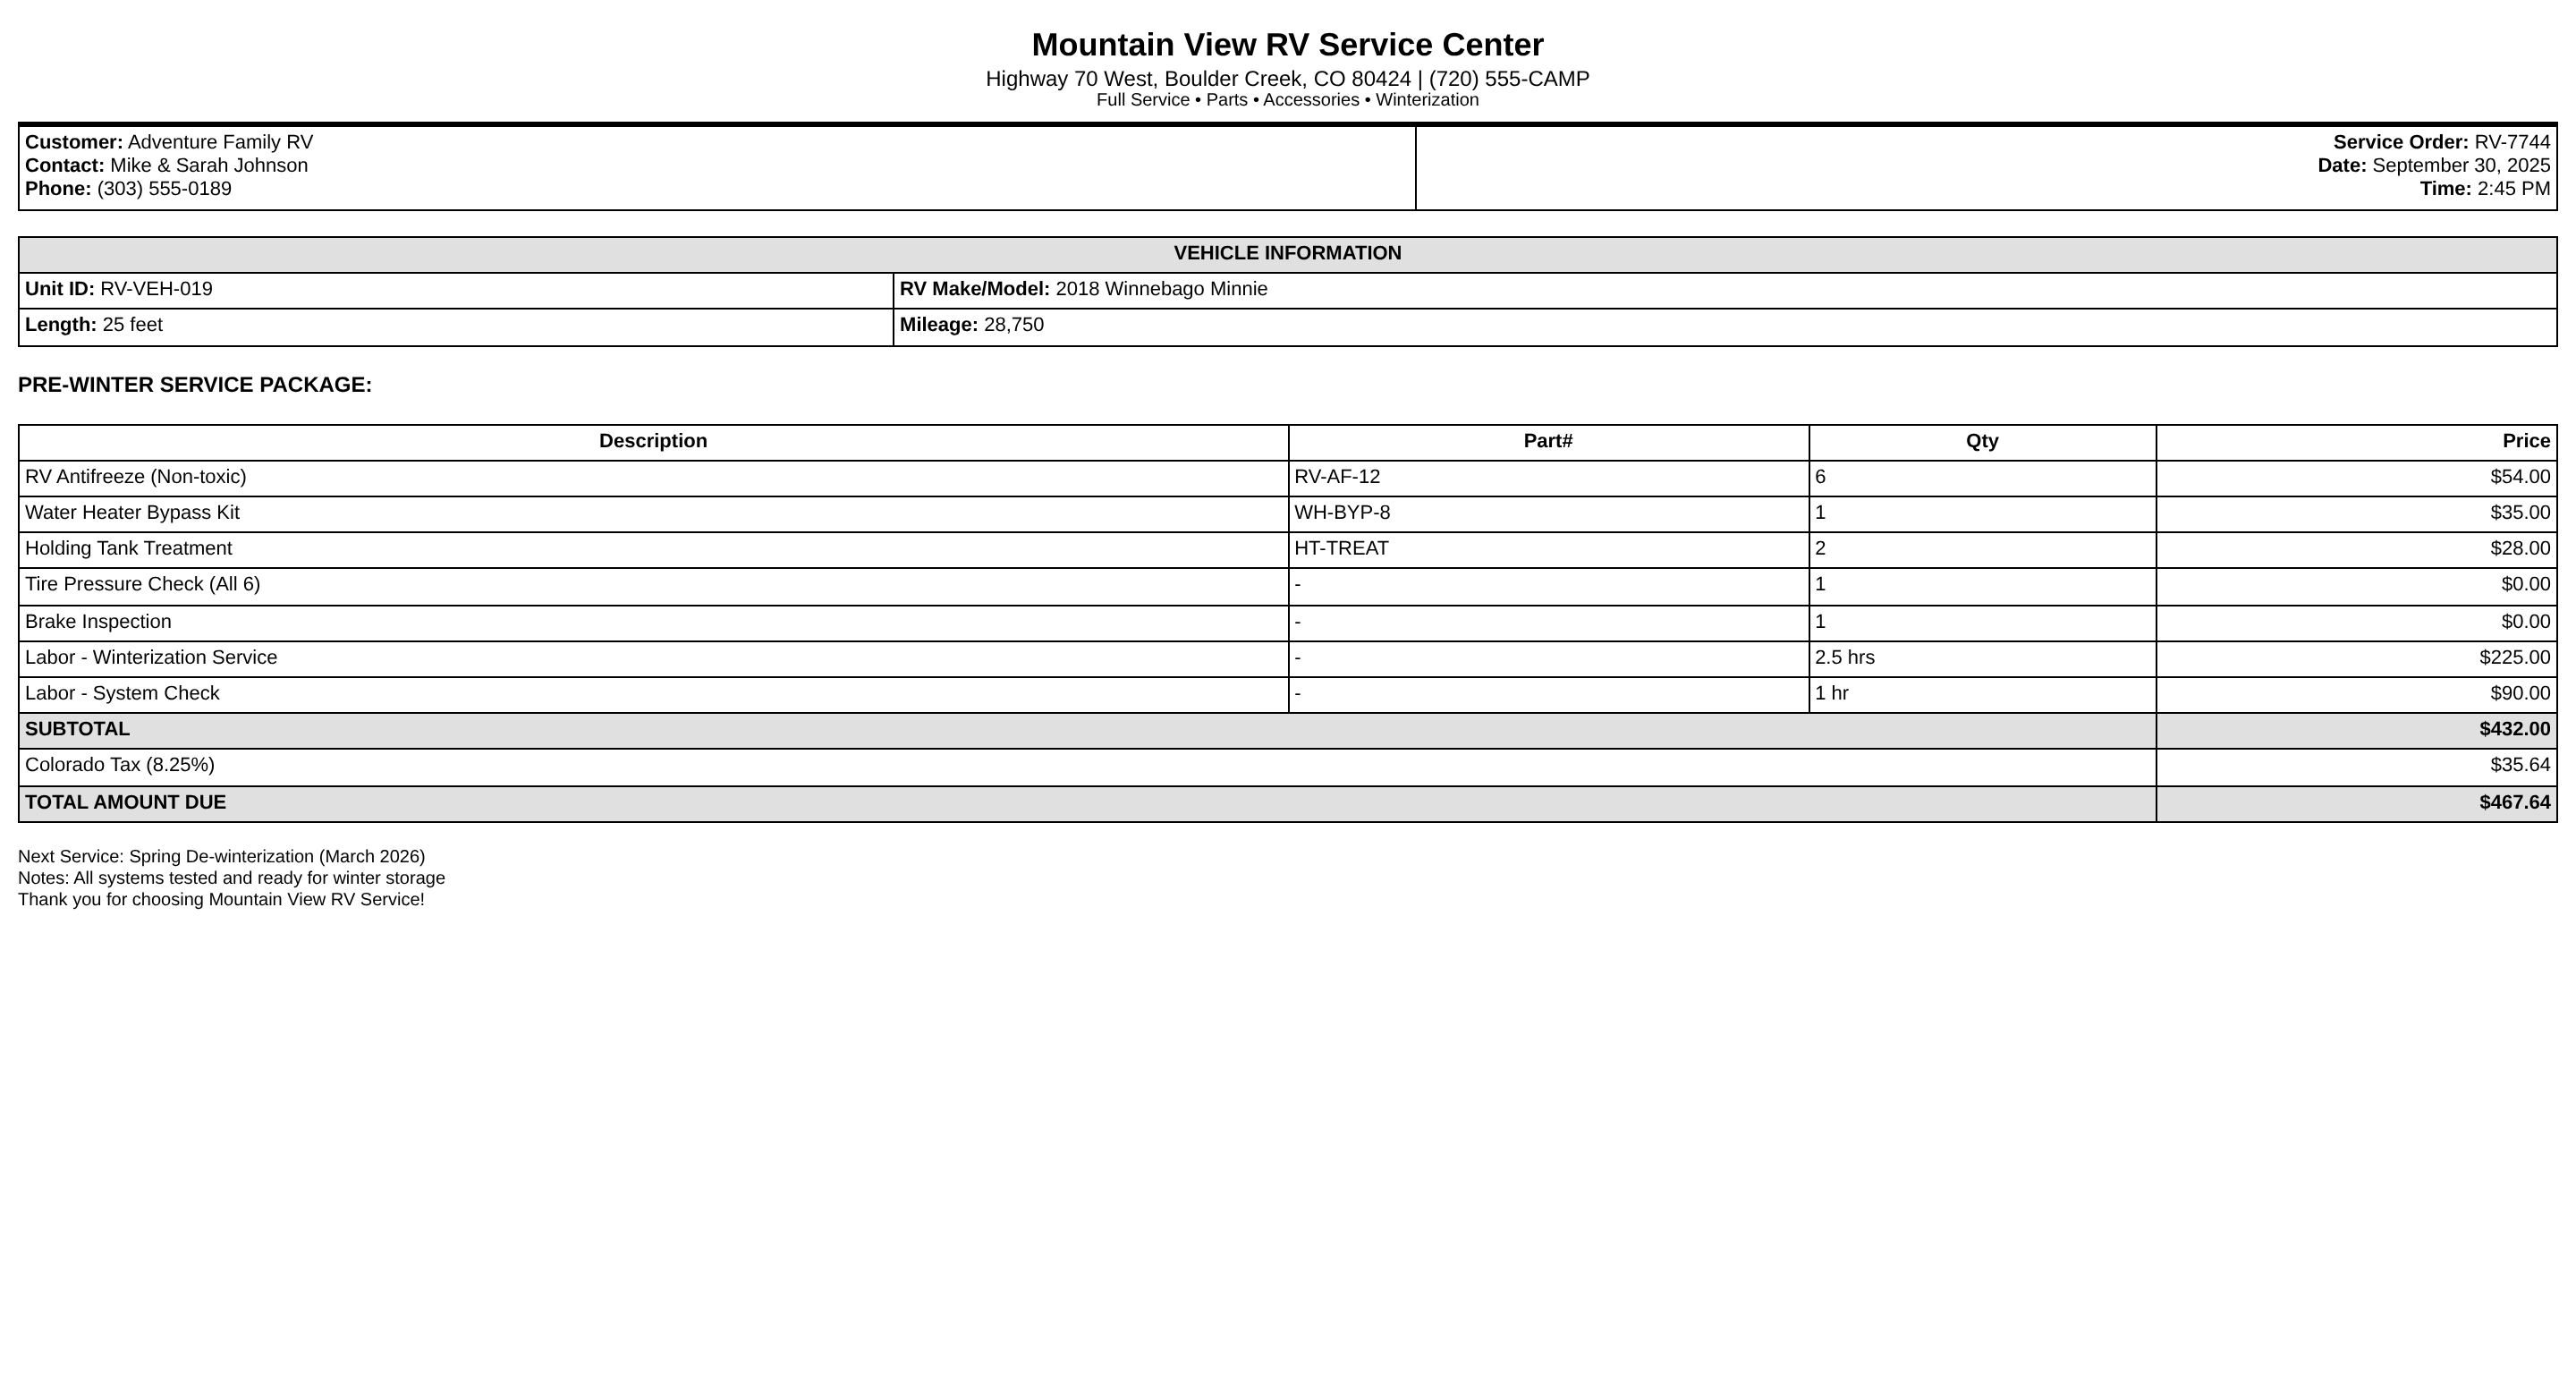 Mountain View RV Service Center
Highway 70 West, Boulder Creek, CO 80424 | (720) 555-CAMP
Full Service • Parts • Accessories • Winterization
Customer: Adventure Family RV
Contact: Mike & Sarah Johnson
Phone: (303) 555-0189
Service Order: RV-7744
Date: September 30, 2025
Time: 2:45 PM
VEHICLE INFORMATION
Unit ID: RV-VEH-019 RV Make/Model: 2018 Winnebago Minnie
Length: 25 feet Mileage: 28,750
PRE-WINTER SERVICE PACKAGE:
Description Part# Qty Price
RV Antifreeze (Non-toxic) RV-AF-12 6 $54.00
Water Heater Bypass Kit WH-BYP-8 1 $35.00
Holding Tank Treatment HT-TREAT 2 $28.00
Tire Pressure Check (All 6) - 1 $0.00
Brake Inspection - 1 $0.00
Labor - Winterization Service - 2.5 hrs $225.00
Labor - System Check - 1 hr $90.00
SUBTOTAL $432.00
Colorado Tax (8.25%) $35.64
TOTAL AMOUNT DUE $467.64
Next Service: Spring De-winterization (March 2026)
Notes: All systems tested and ready for winter storage
Thank you for choosing Mountain View RV Service!